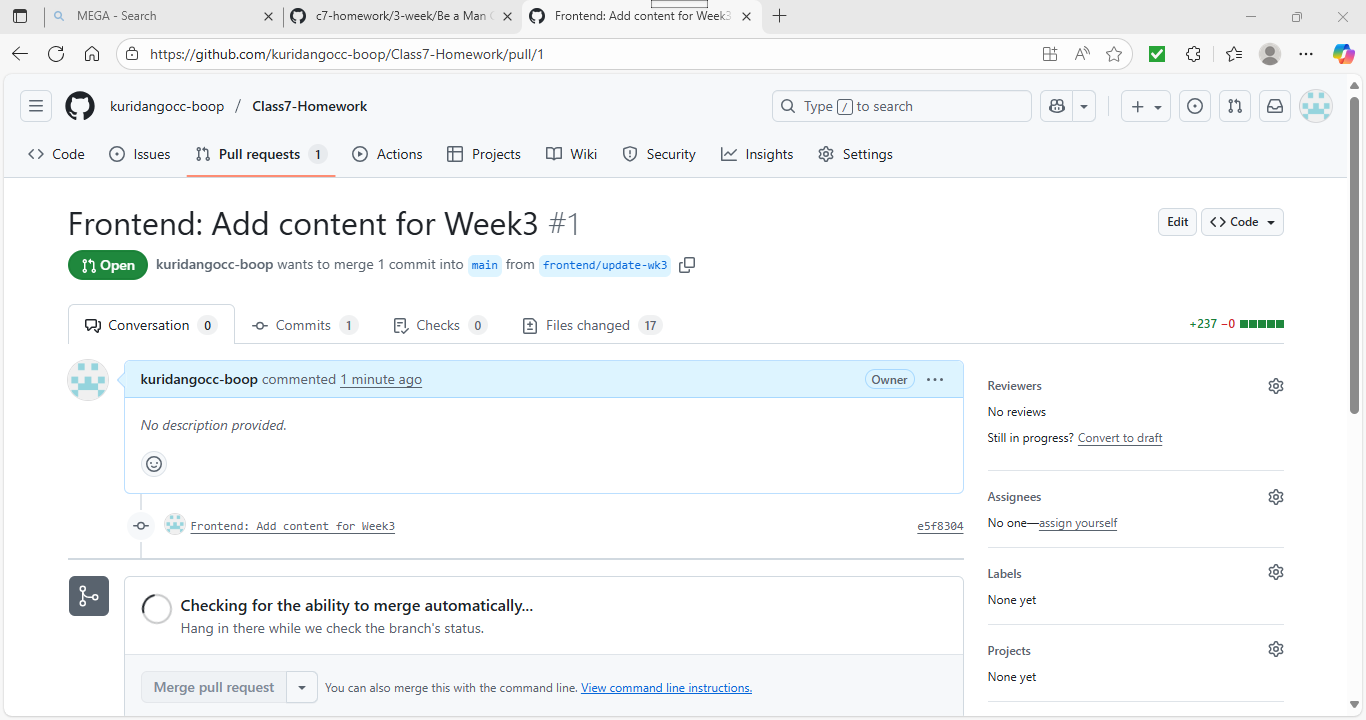 MEGA - Search
c7-homework/3-week/Be a Man
Frontend: Add content for Week3
https://github.com/kuridangocc-boop/Class7-Homework/pull/1
kuridangocc-boop / Class7-Homework
Type / to search
Code Issues Pull requests 1 Actions Projects Wiki Security Insights Settings
Frontend: Add content for Week3 #1
Edit
Code
Open
kuridangocc-boop wants to merge 1 commit into main from frontend/update-wk3
Conversation 0
Commits 1
Checks 0
Files changed 17
+237 −0
kuridangocc-boop commented 1 minute ago
Owner
No description provided.
Frontend: Add content for Week3
e5f8304
Checking for the ability to merge automatically...
Hang in there while we check the branch's status.
Merge pull request
You can also merge this with the command line. View command line instructions.
Reviewers
No reviews
Still in progress? Convert to draft
Assignees
No one—assign yourself
Labels
None yet
Projects
None yet